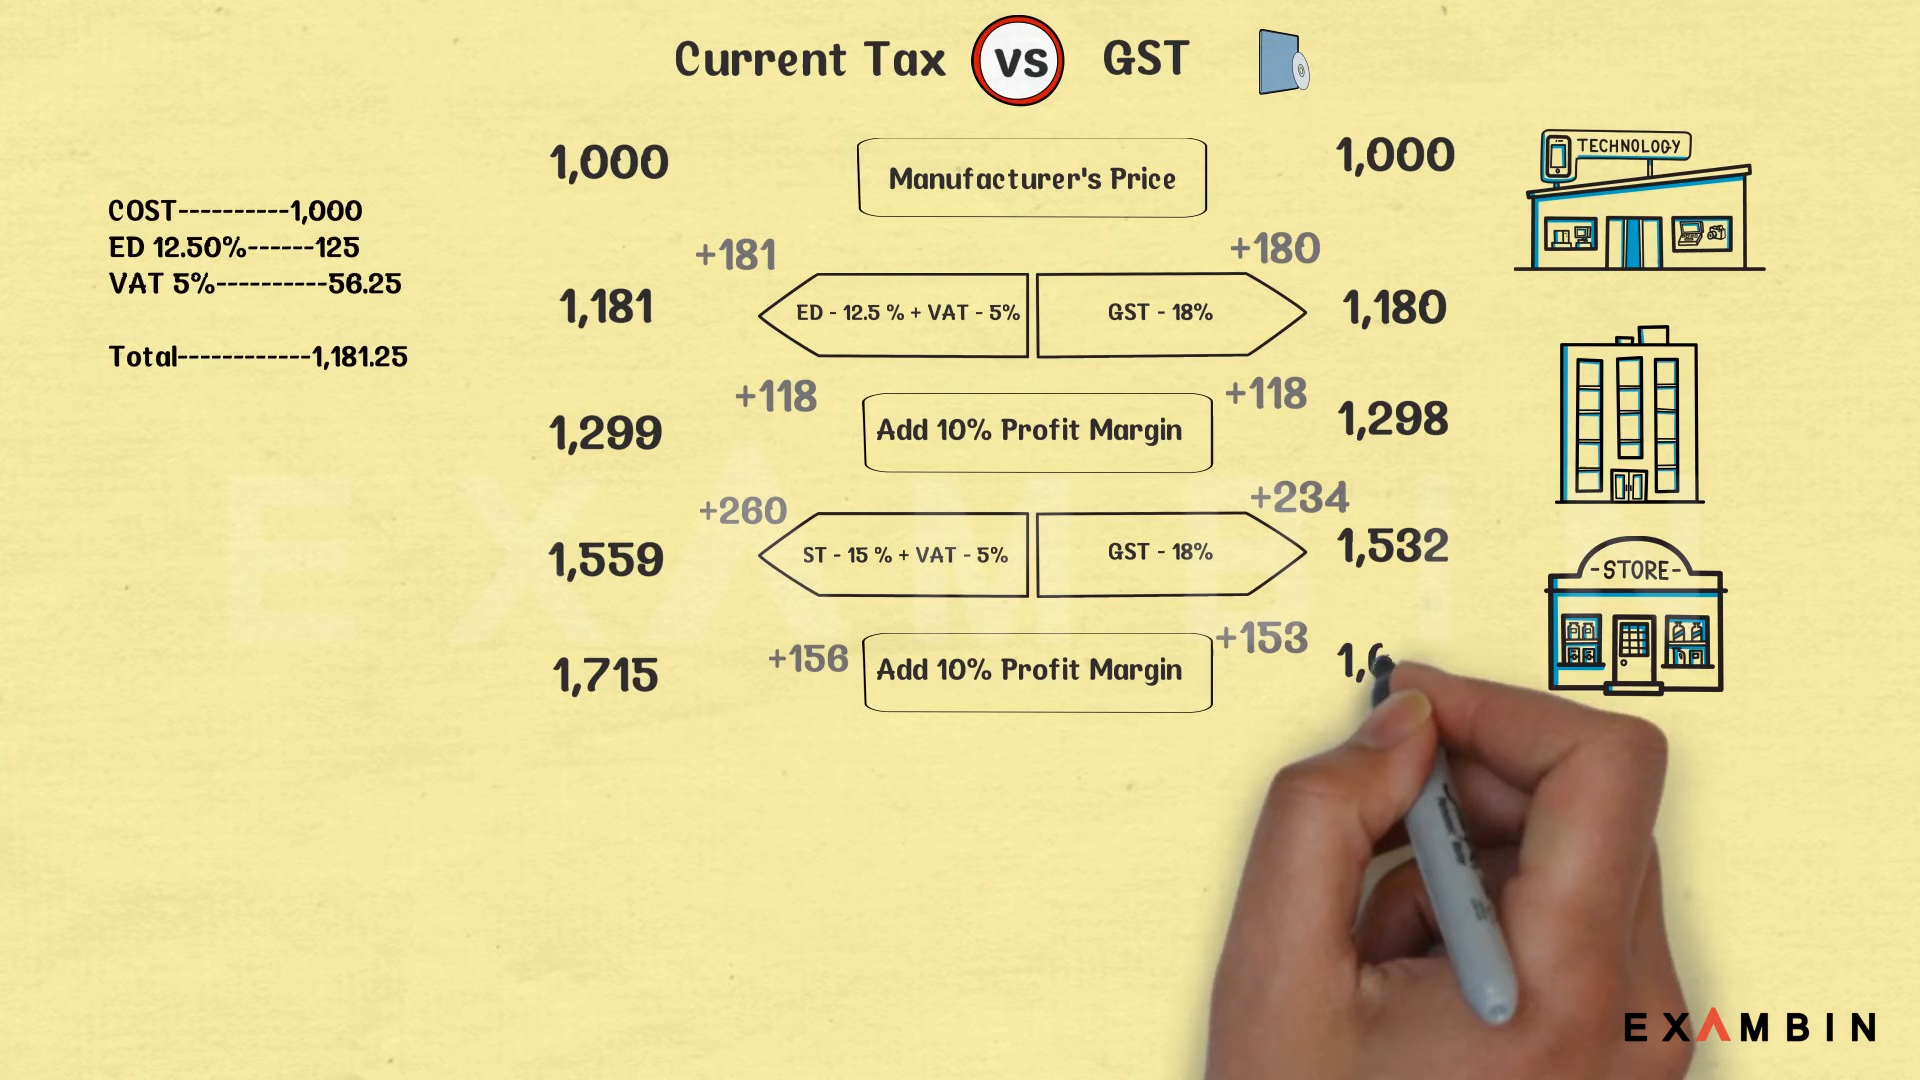 Current Tax VS GST
1,000 Manufacturer's Price 1,000
TECHNOLOGY
COST----------1,000
ED 12.50%------125
VAT 5%----------56.25
Total------------1,181.25
+181 +180
1,181 ED - 12.5 % + VAT - 5% GST - 18% 1,180
+118 +118
1,299 Add 10% Profit Margin 1,298
+260 +234
1,559 ST - 15 % + VAT - 5% GST - 18% 1,532
-STORE-
+156 +153
1,715 Add 10% Profit Margin 1,6
EXAMBIN
EXAMBIN